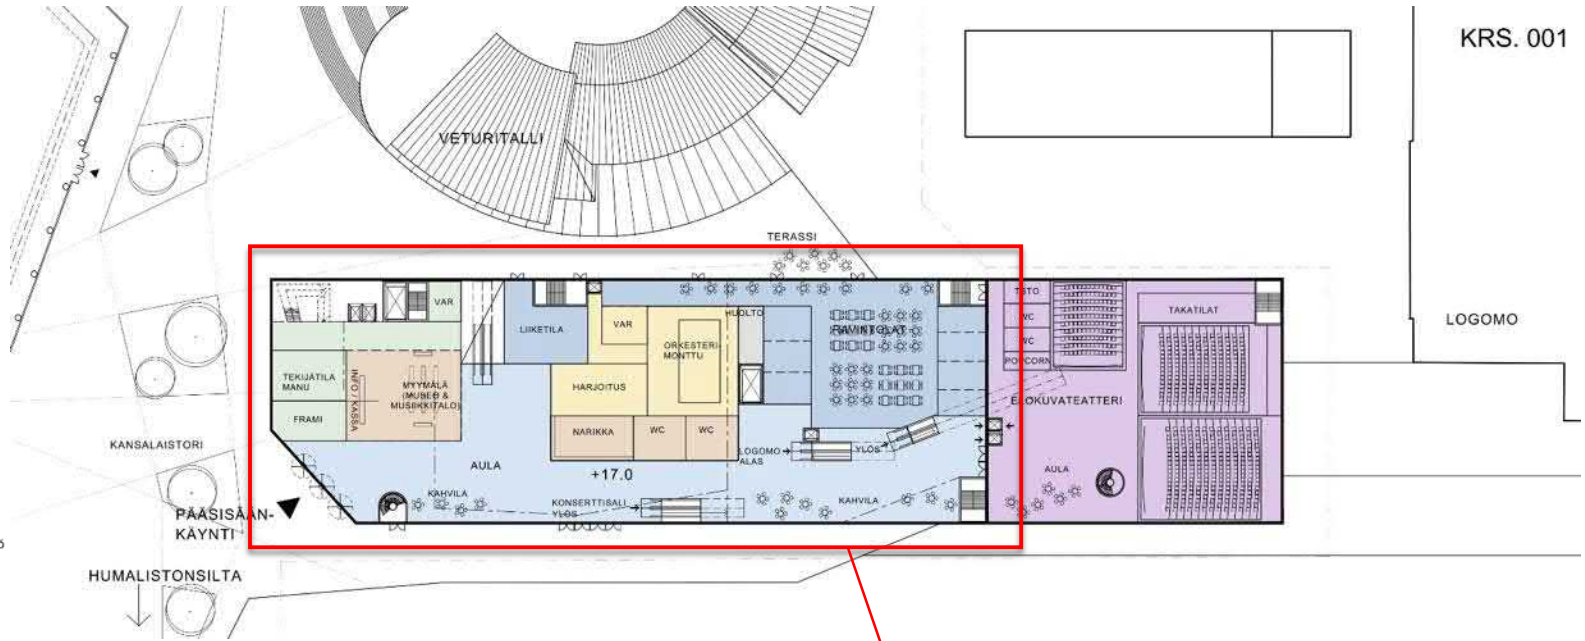 KRS. 001
VETURITALLI
TERASSI
LOGOMO
VAR
LIIKETILA
VAR
HUOLTO
RAVINTOLAT
TSTO
WC
WC
POPCORN
TAKATILAT
ORKESTERI-
MONTTU
TEKIJÄTILA
MANU
INFO / KASSA
MYYMÄLÄ
(MUSEO &
MUSIIKKITALO)
HARJOITUS
FRAMI
NARIKKA
WC
WC
ELOKUVATEATTERI
KANSALAISTORI
AULA
+17.0
LOGOMO
ALAS
YLÖS
AULA
KAHVILA
KONSERTTISALI
YLÖS
KAHVILA
PÄÄSISÄÄN-
KÄYNTI
HUMALISTONSILTA